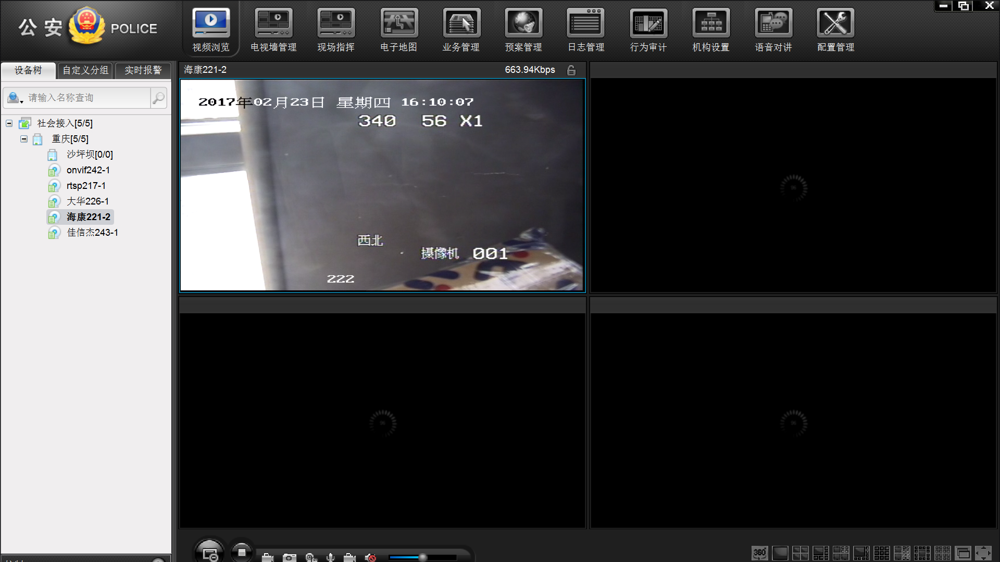 公安 POLICE
视频浏览 电视墙管理 现场指挥 电子地图 业务管理 预案管理 日志管理 行为审计 机构设置 语音对讲 配置管理
设备树 自定义分组 实时报警
请输入名称查询
社会接入[5/5]
重庆[5/5]
沙坪坝[0/0]
onvif242-1
rtsp217-1
大华226-1
海康221-2
佳信杰243-1
海康221-2 663.94Kbps
2017年02月23日 星期四 16:10:07
340 56 X1
西北
摄像机 001
222
360°